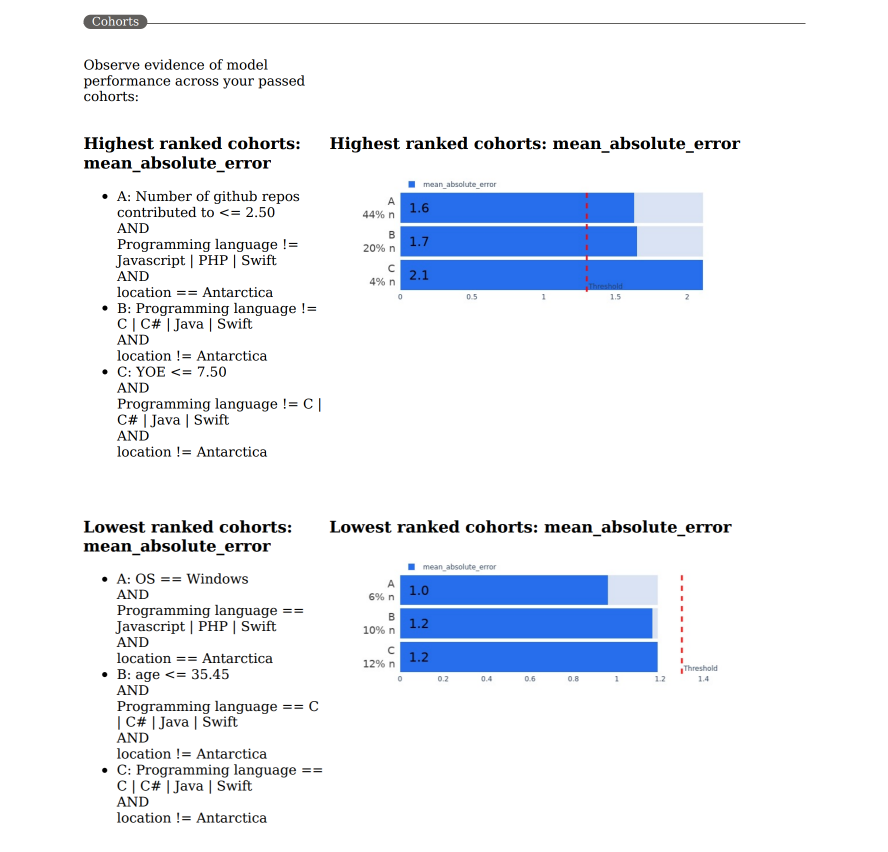 Cohorts
Observe evidence of model
performance across your passed
cohorts:
Highest ranked cohorts:
mean_absolute_error
A: Number of github repos
contributed to <= 2.50
AND
Programming language !=
Javascript | PHP | Swift
AND
location == Antarctica
B: Programming language !=
C | C# | Java | Swift
AND
location != Antarctica
C: YOE <= 7.50
AND
Programming language != C |
C# | Java | Swift
AND
location != Antarctica
Highest ranked cohorts: mean_absolute_error
mean_absolute_error
A
44% n
1.6
B
20% n
1.7
C
4% n
2.1
Threshold
0 0.5 1 1.5 2
Lowest ranked cohorts:
mean_absolute_error
A: OS == Windows
AND
Programming language ==
Javascript | PHP | Swift
AND
location == Antarctica
B: age <= 35.45
AND
Programming language == C
| C# | Java | Swift
AND
location != Antarctica
C: Programming language ==
C | C# | Java | Swift
AND
location != Antarctica
Lowest ranked cohorts: mean_absolute_error
mean_absolute_error
A
6% n
1.0
B
10% n
1.2
C
12% n
1.2
Threshold
0 0.2 0.4 0.6 0.8 1 1.2 1.4